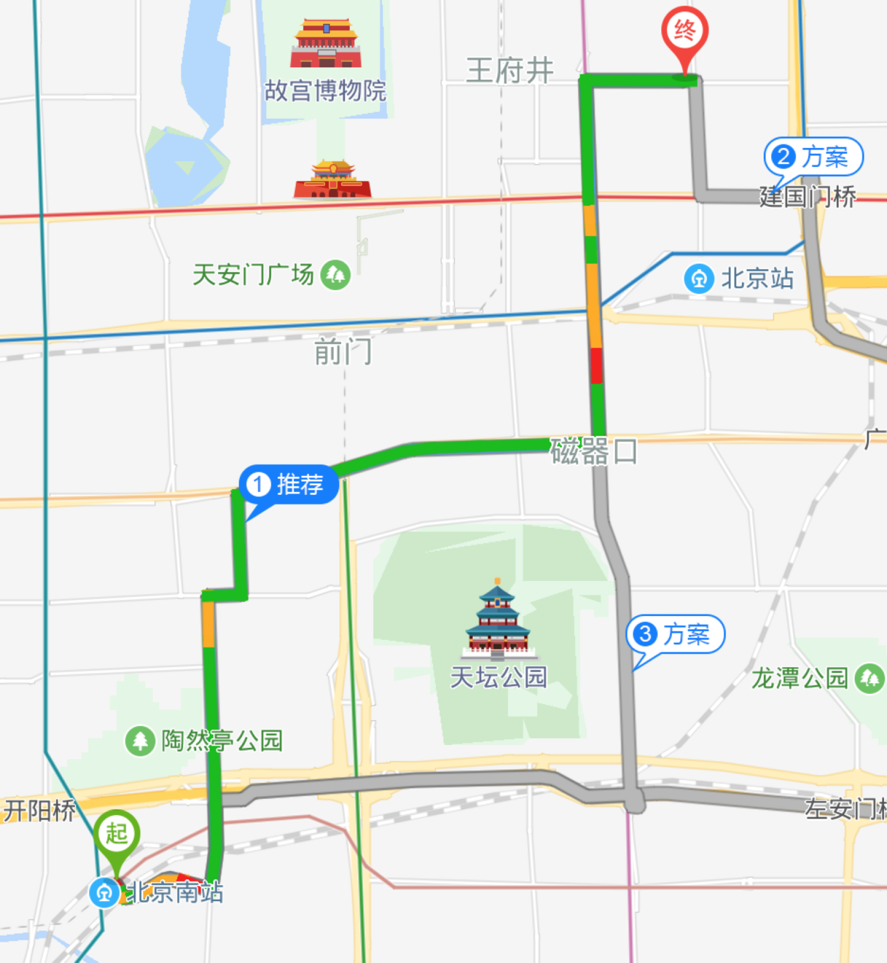 终
王府井
故宫博物院
2 方案
建国门桥
天安门广场
北京站
前门
广
磁器口
1 推荐
3 方案
天坛公园
龙潭公园
陶然亭公园
开阳桥
左安门桥
起
北京南站